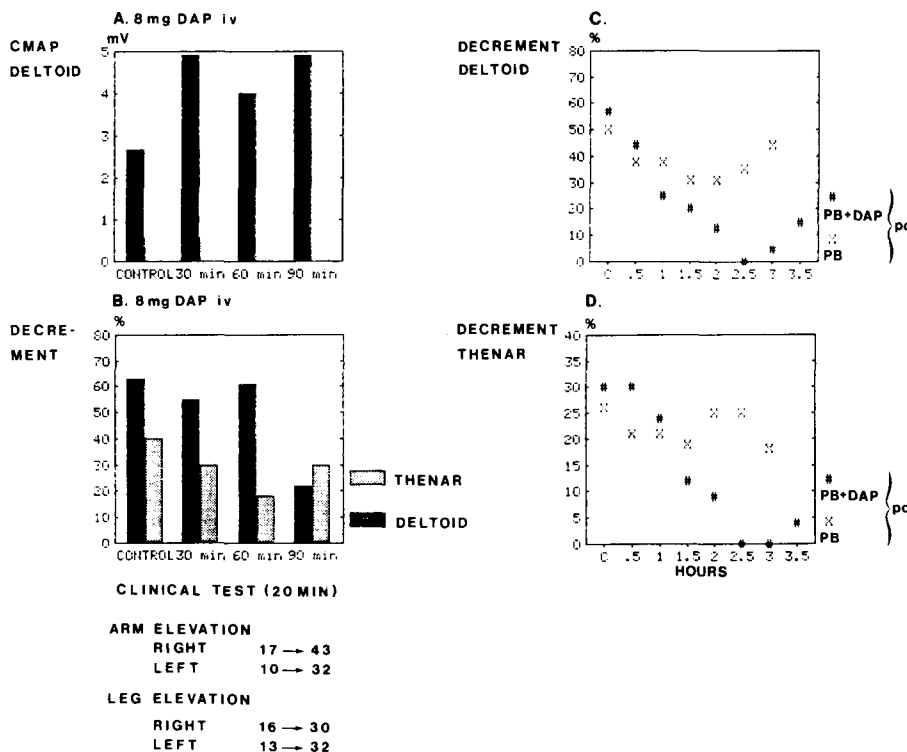 A. 8 mg DAP iv
CMAP
DELTOID
mV
5
4
3
2
1
0
CONTROL 30 min 60 min 90 min
B. 8 mg DAP iv
DECRE-
MENT
%
80
70
60
50
40
30
20
10
0
CONTROL 30 min 60 min 90 min
THENAR
DELTOID
CLINICAL TEST (20 MIN)
ARM ELEVATION
RIGHT 17 → 43
LEFT 10 → 32
LEG ELEVATION
RIGHT 16 → 30
LEFT 13 → 32
C.
DECREMENT
DELTOID
%
80
70
60
50
40
30
20
10
0
0 .5 1 1.5 2 2.5 3 3.5
# PB+DAP
X PB
po
D.
DECREMENT
THENAR
%
40
35
30
25
20
15
10
5
0
0 .5 1 1.5 2 2.5 3 3.5
HOURS
# PB+DAP
X PB
po